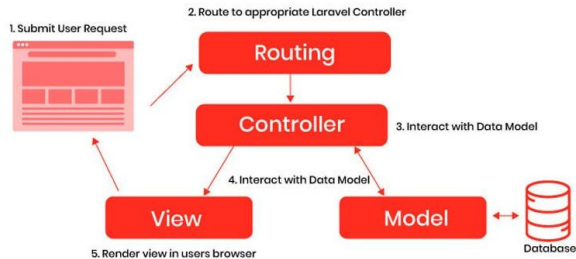 2. Route to appropriate Laravel Controller
1. Submit User Request
Routing
Controller
3. Interact with Data Model
4. Interact with Data Model
View
Model
Database
5. Render view in users browser